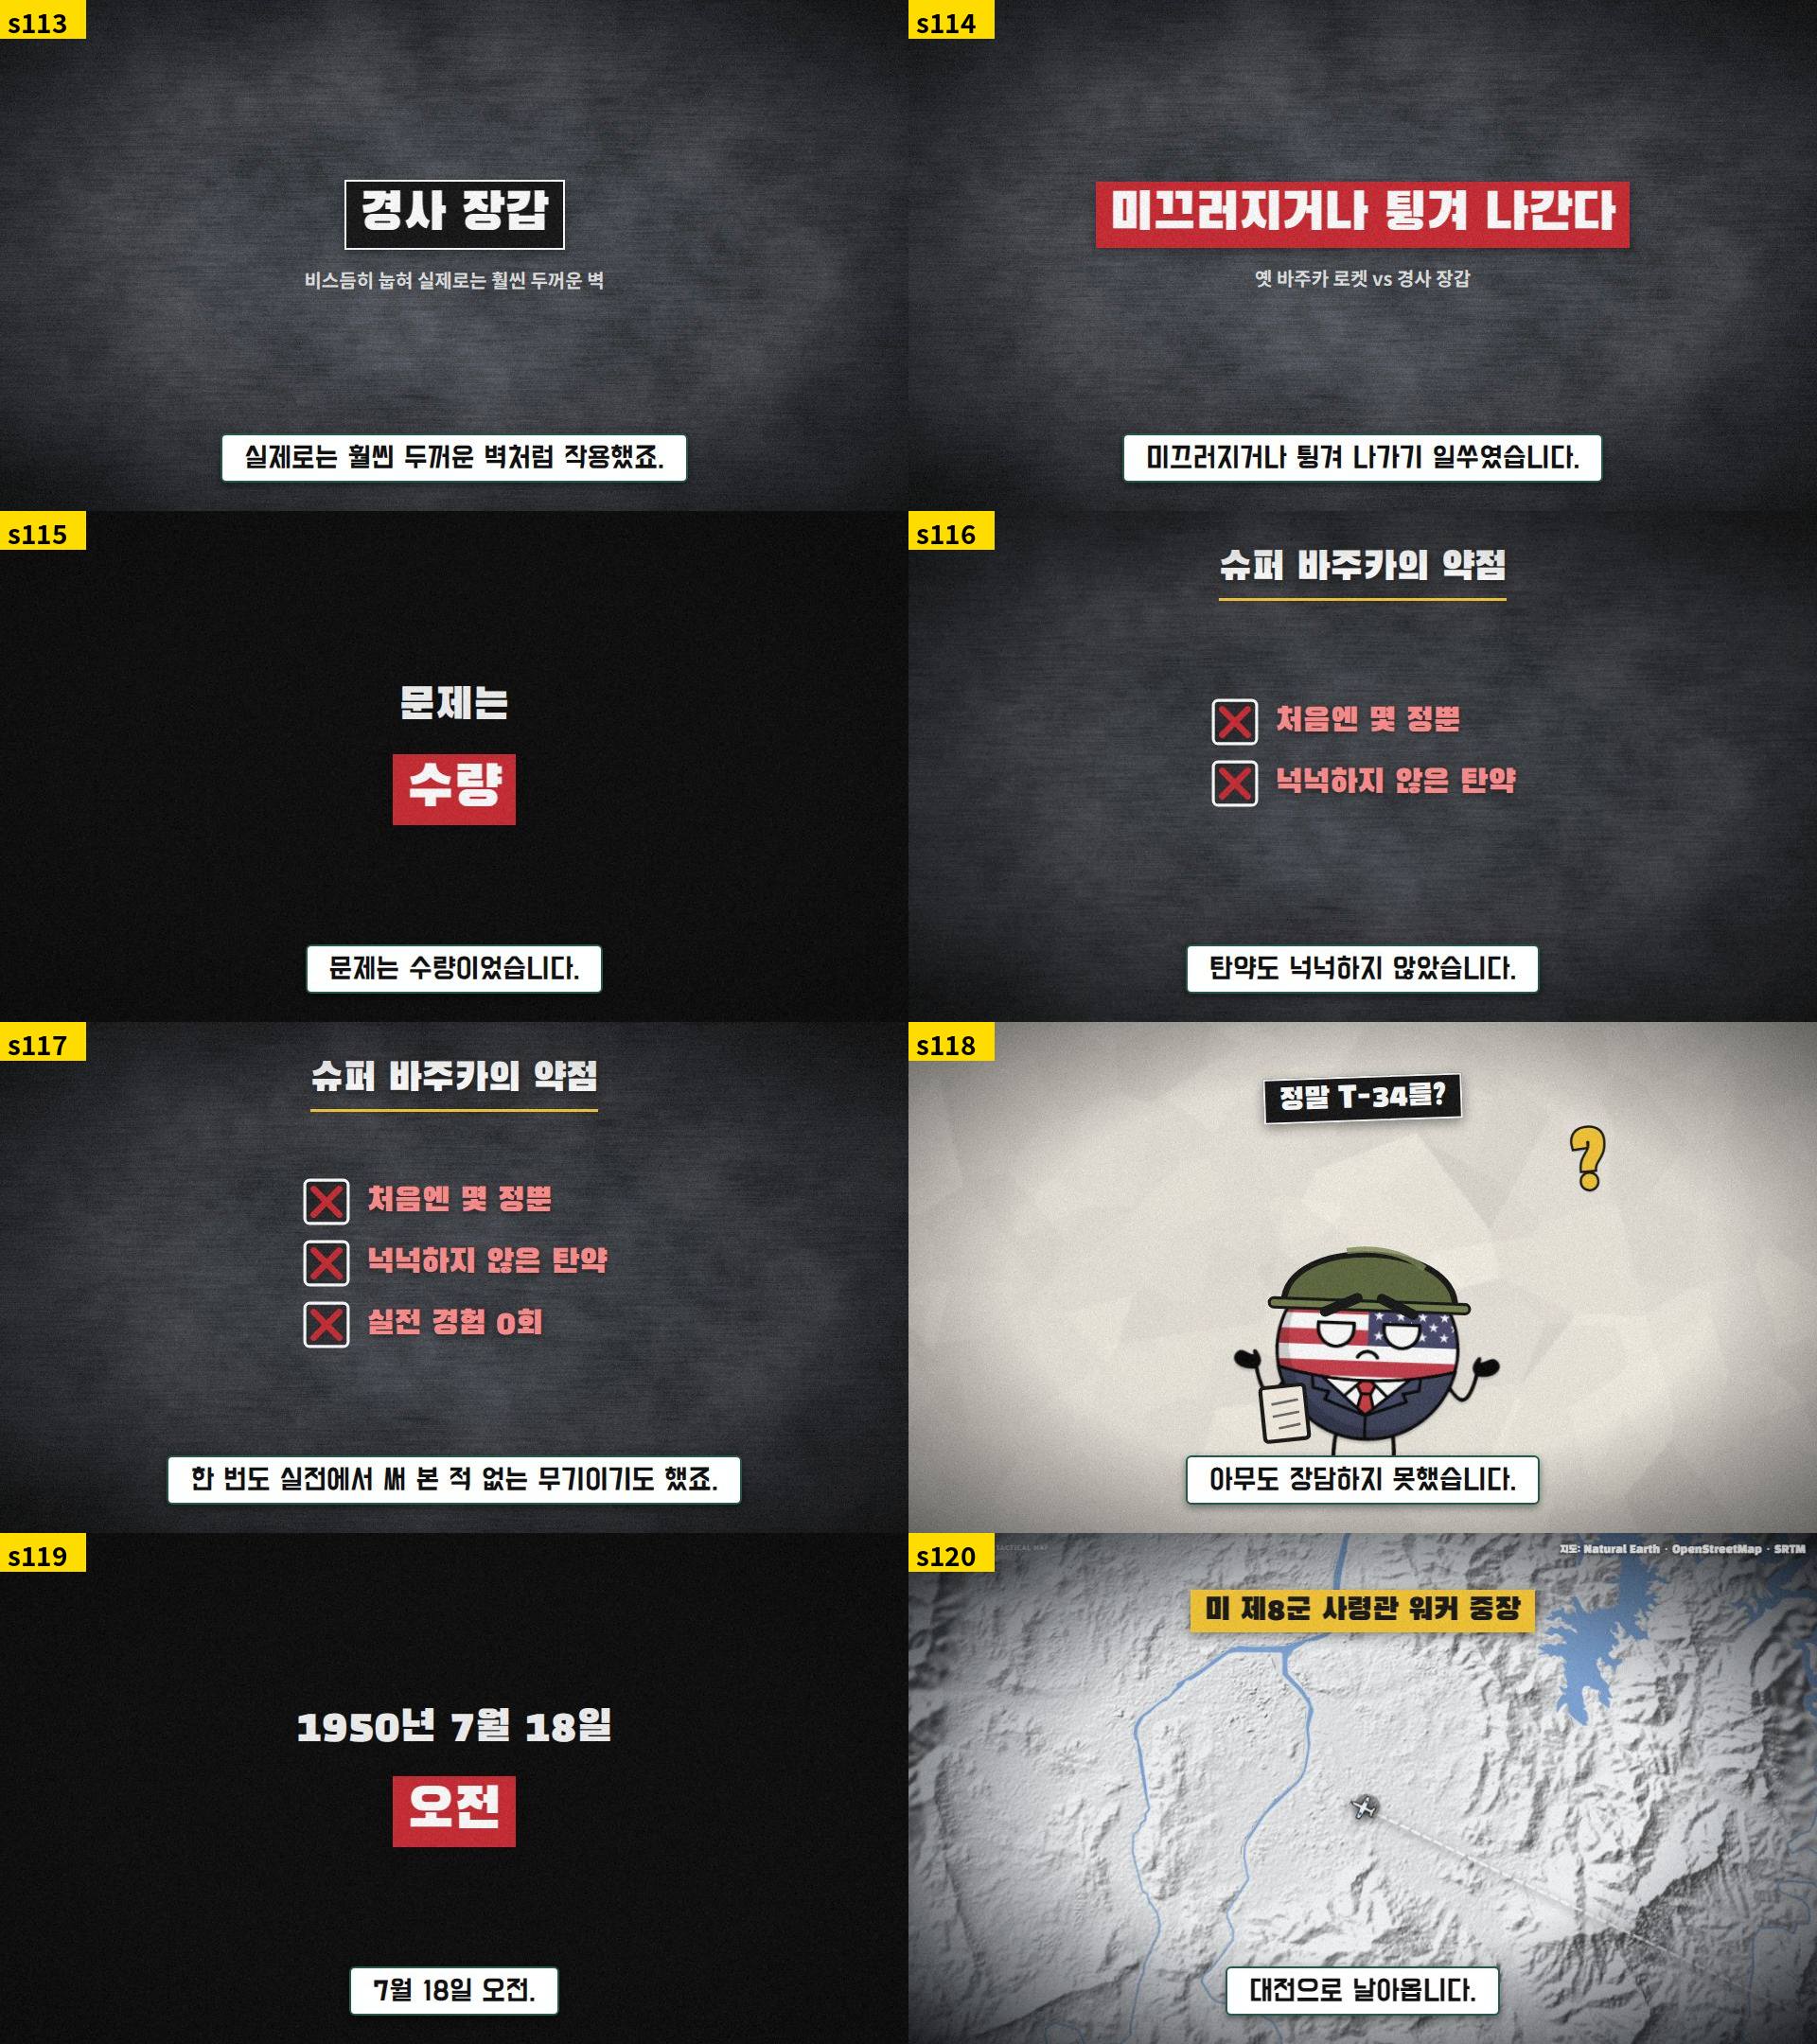 s113
경사 장갑
비스듬히 눕혀 실제로는 훨씬 두꺼운 벽
실제로는 훨씬 두꺼운 벽처럼 작용했죠.
s114
미끄러지거나 튕겨 나간다
옛 바주카 로켓 vs 경사 장갑
미끄러지거나 튕겨 나가기 일쑤였습니다.
s115
문제는
수량
문제는 수량이었습니다.
s116
슈퍼 바주카의 약점
처음엔 몇 정뿐
넉넉하지 않은 탄약
탄약도 넉넉하지 않았습니다.
s117
슈퍼 바주카의 약점
처음엔 몇 정뿐
넉넉하지 않은 탄약
실전 경험 0회
한 번도 실전에서 써 본 적 없는 무기이기도 했죠.
s118
정말 T-34를?
?
아무도 장담하지 못했습니다.
s119
1950년 7월 18일
오전
7월 18일 오전.
s120
TACTICAL MAP
지도: Natural Earth · OpenStreetMap · SRTM
미 제8군 사령관 워커 중장
대전으로 날아옵니다.